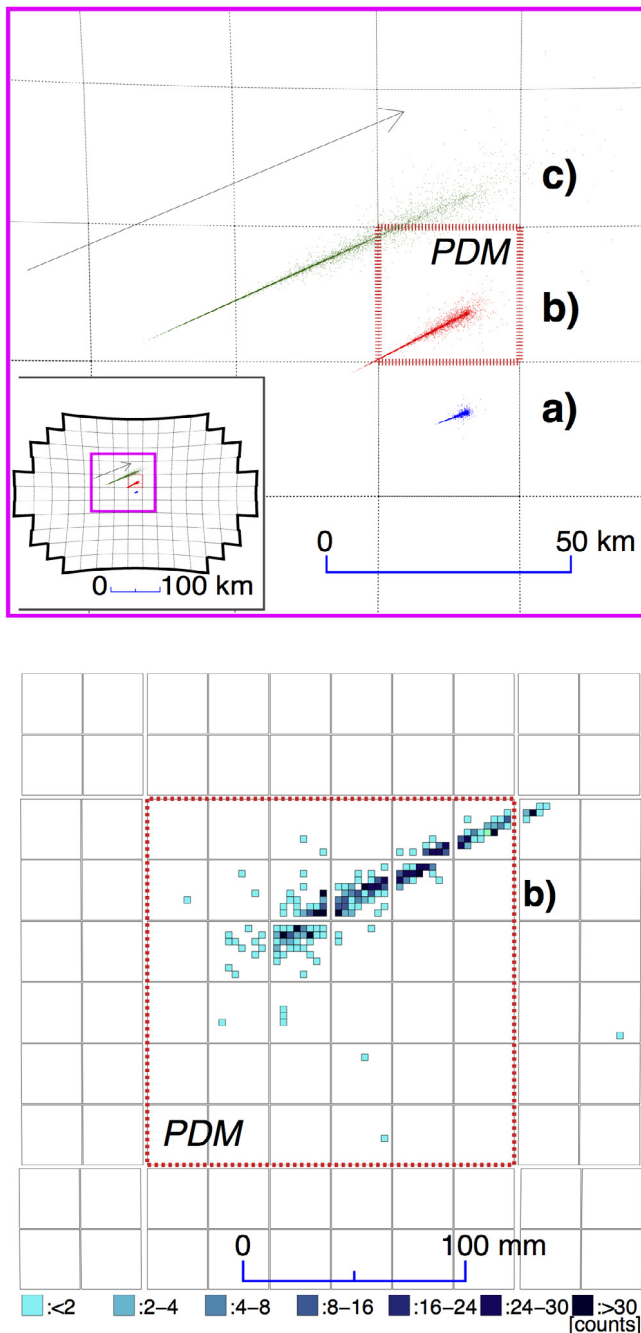 c)
PDM
b)
a)
0 50 km
0 100 km
b)
PDM
0 100 mm
:<2 :2–4 :4–8 :8–16 :16–24 :24–30 :>30
[counts]